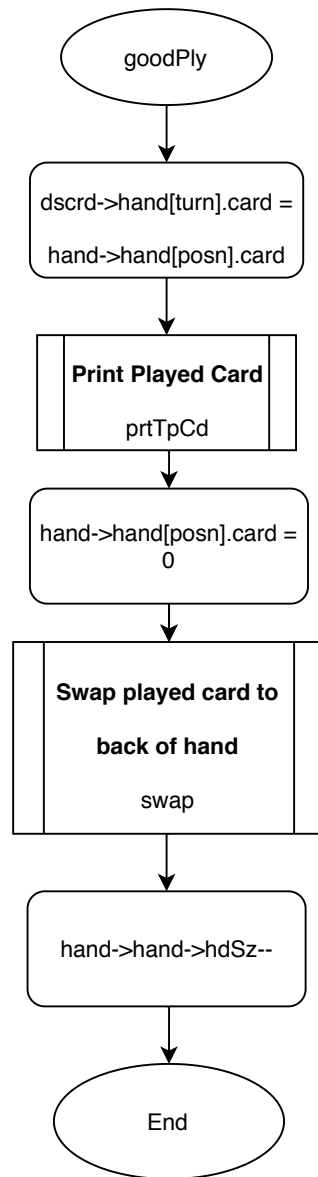 goodPly
dscrd->hand[turn].card =
hand->hand[posn].card
Print Played Card
prtTpCd
hand->hand[posn].card =
0
Swap played card to
back of hand
swap
hand->hand->hdSz--
End